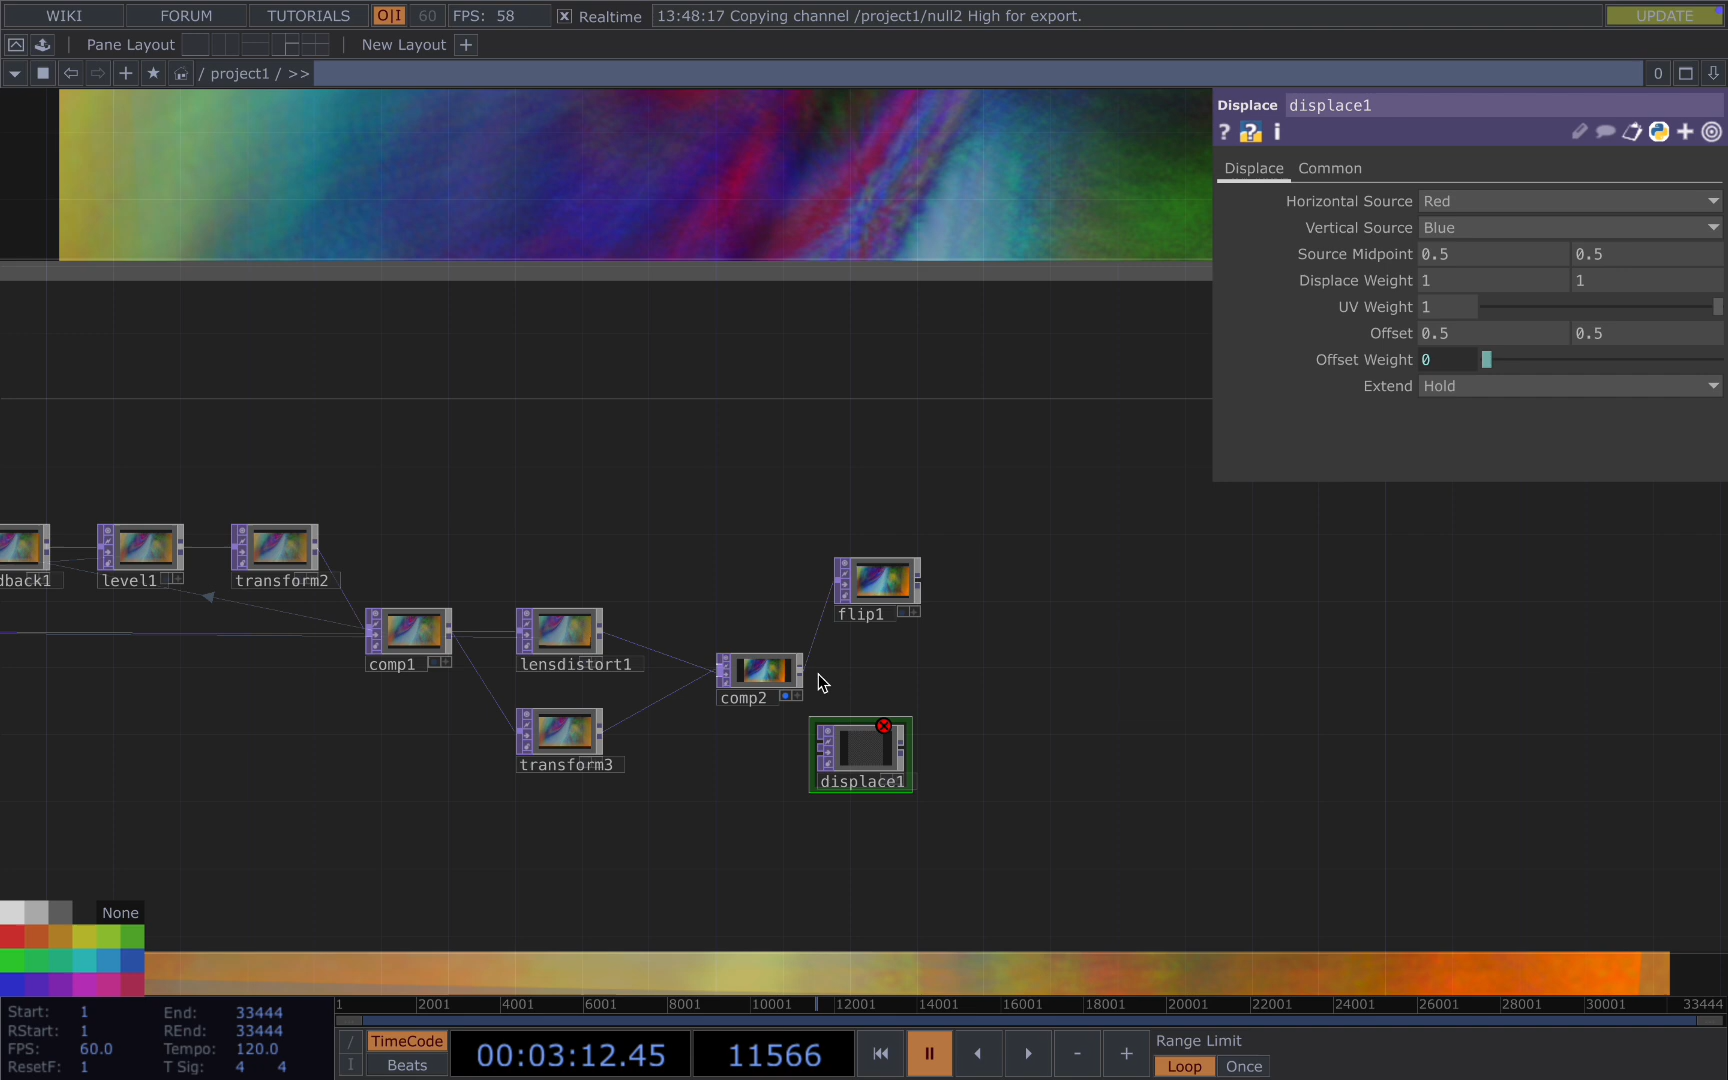 WIKI FORUM TUTORIALS O|I 60 FPS: 58 Realtime 13:48:17 Copying channel /project1/null2 High for export. UPDATE
Pane Layout New Layout +
/ project1 / >> 0
Displace displace1
? ? i
Displace Common
Horizontal Source Red
Vertical Source Blue
Source Midpoint 0.5 0.5
Displace Weight 1 1
UV Weight 1
Offset 0.5 0.5
Offset Weight 0
Extend Hold
dback1 level1 transform2
flip1
comp1 lensdistort1
comp2
transform3
displace1
None
1 2001 4001 6001 8001 10001 12001 14001 16001 18001 20001 22001 24001 26001 28001 30001 33444
Start: 1 End: 33444
RStart: 1 REnd: 33444
FPS: 60.0 Tempo: 120.0
ResetF: 1 T Sig: 4 4
/ TimeCode
I Beats
00:03:12.45 11566
- +
Range Limit
Loop Once